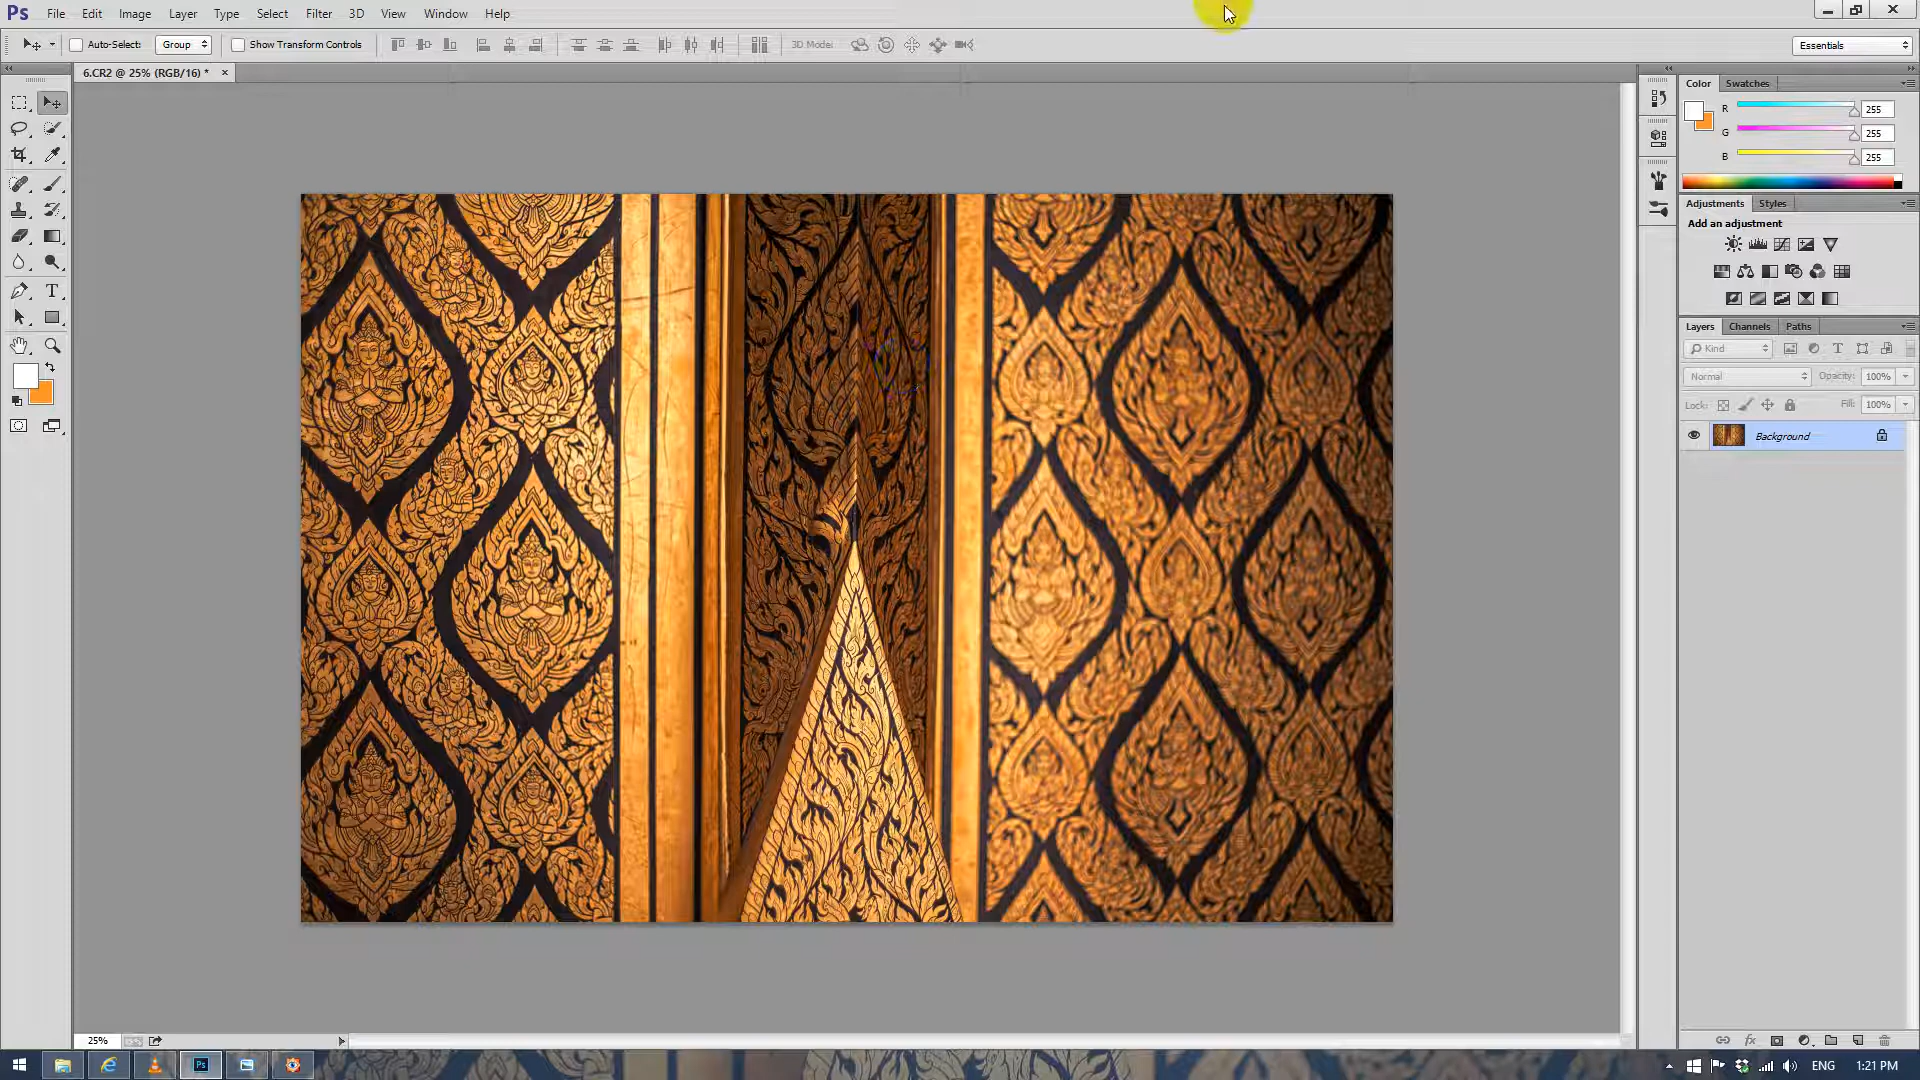 Ps File Edit Image Layer Type Select Filter 3D View Window Help
Auto-Select: Group Show Transform Controls 3D Mode: Essentials
6.CR2 @ 25% (RGB/16) * ×
Color Swatches
R 255
G 255
B 255
Adjustments Styles
Add an adjustment
Layers Channels Paths
Kind
Normal Opacity: 100%
Lock: Fill: 100%
Background
25%
Ps ENG 1:21 PM